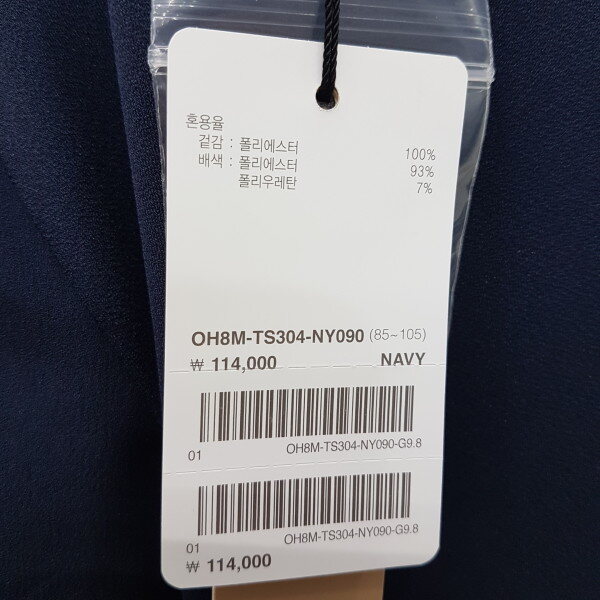 혼용율
겉감 : 폴리에스터 100%
배색 : 폴리에스터 93%
폴리우레탄 7%
OH8M-TS304-NY090 (85~105)
₩ 114,000 NAVY
01 OH8M-TS304-NY090-G9.8
01 OH8M-TS304-NY090-G9.8
₩ 114,000